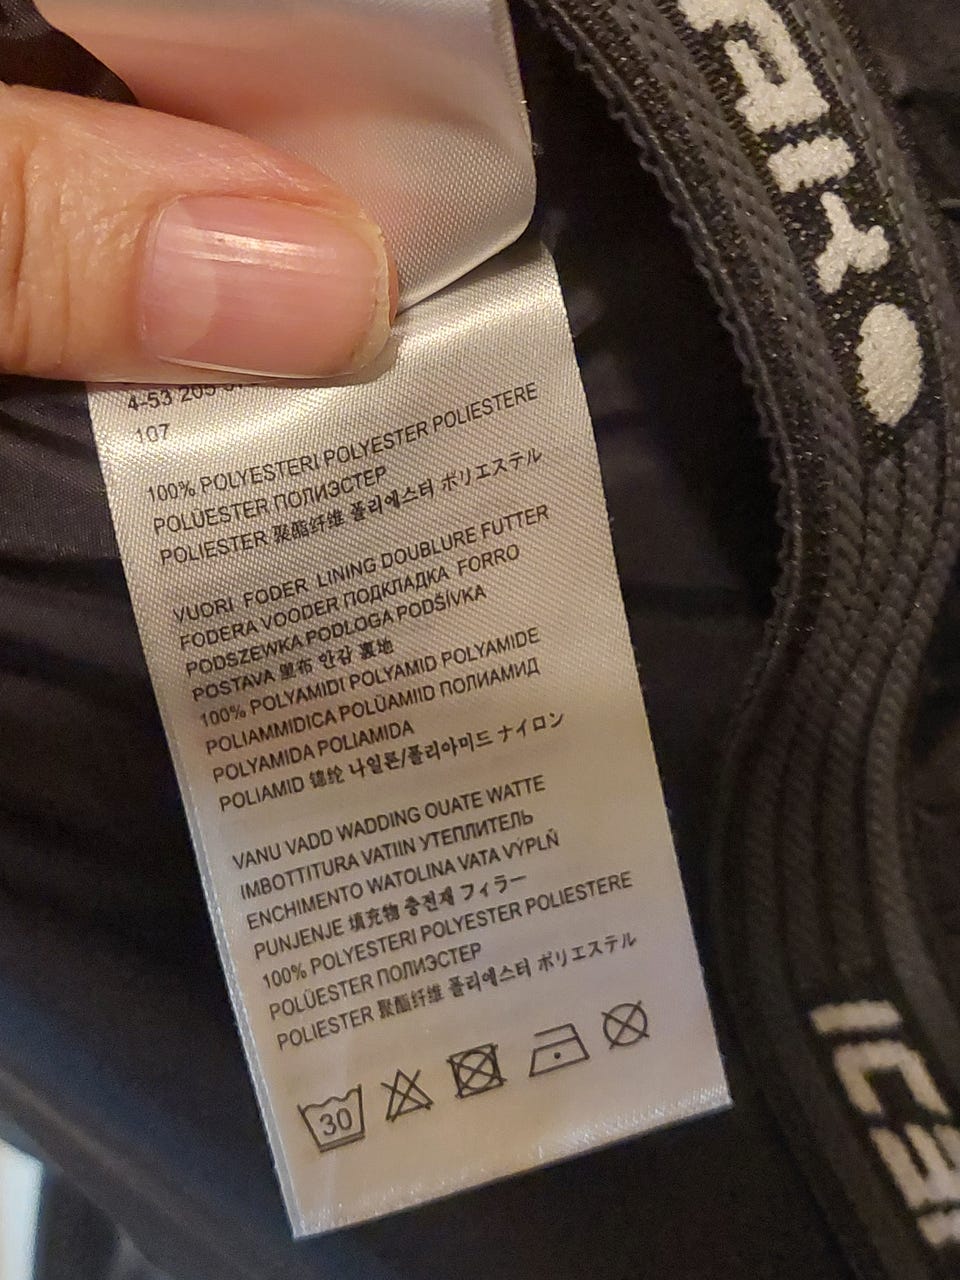 107
100% POLYESTERI POLYESTER POLIESTERE
POLÜESTER ПОЛИЭСТЕР
POLIESTER 聚酯纤维 폴리에스터 ポリエステル
VUORI FODER LINING DOUBLURE FUTTER
FODERA VOODER ПОДКЛАДКА FORRO
PODSZEWKA PODLOGA PODŠÍVKA
POSTAVA 里布 안감 裏地
100% POLYAMIDI POLYAMID POLYAMIDE
POLIAMMIDICA POLÜAMIID ПОЛИАМИД
POLYAMIDA POLIAMIDA
POLIAMID 锦纶 나일론/폴리아미드 ナイロン
VANU VADD WADDING OUATE WATTE
IMBOTTITURA VATIIN УТЕПЛИТЕЛЬ
ENCHIMENTO WATOLINA VATA VÝPLŇ
PUNJENJE 填充物 충전재 フィラー
100% POLYESTERI POLYESTER POLIESTERE
POLÜESTER ПОЛИЭСТЕР
POLIESTER 聚酯纤维 폴리에스터 ポリエステル
30